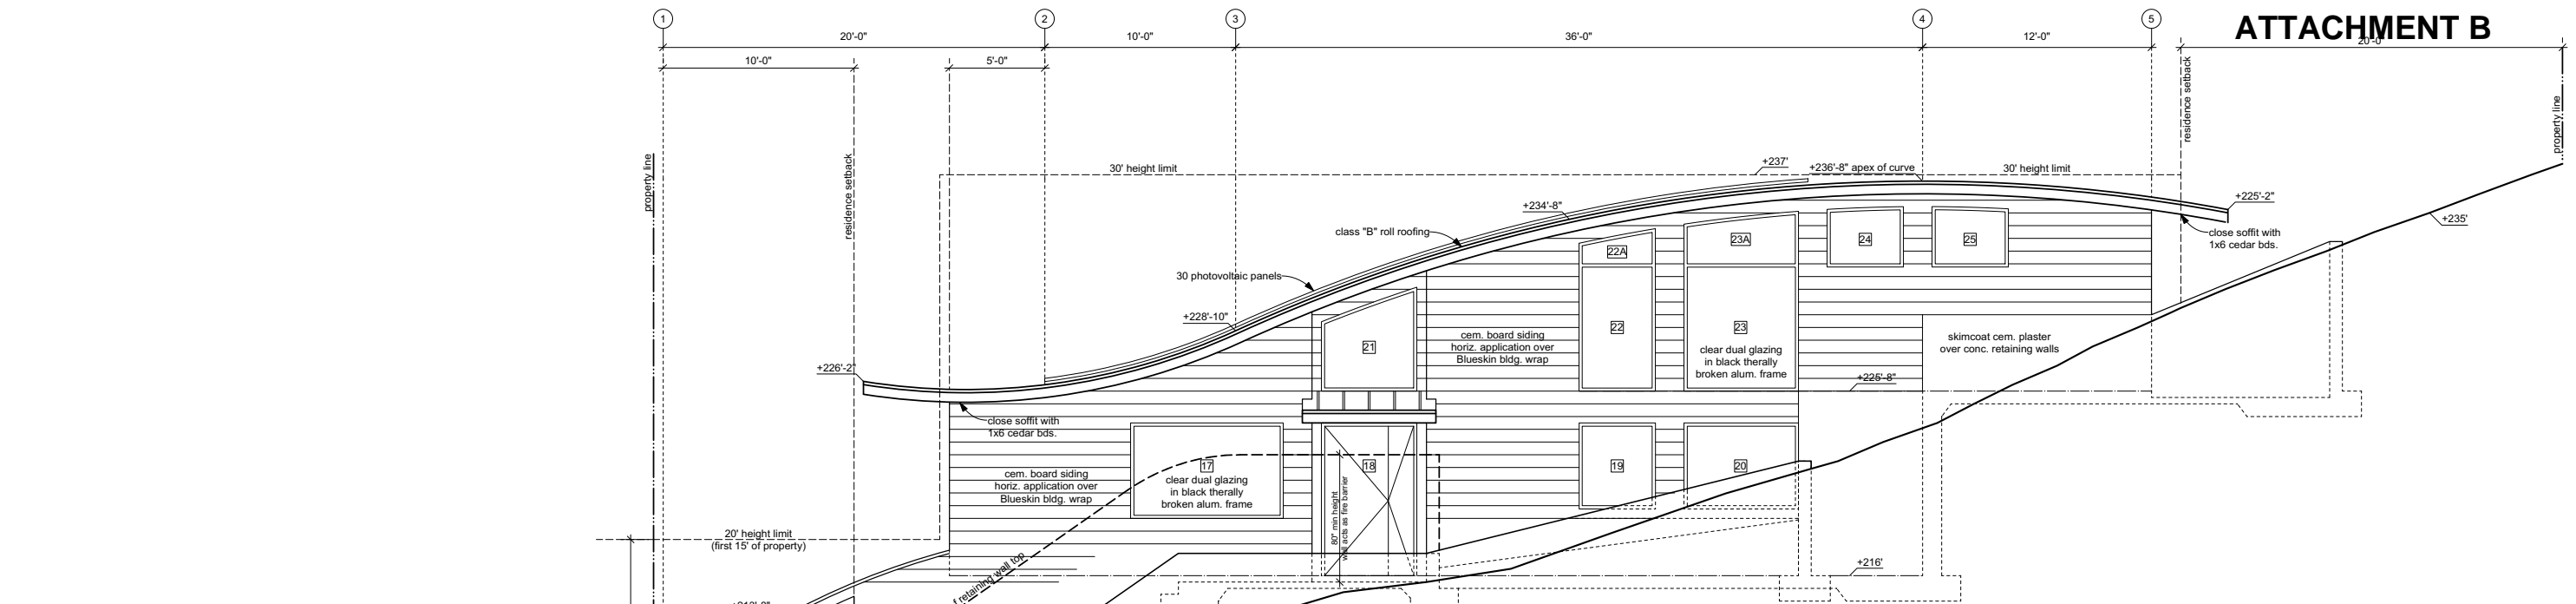 1
2
3
4
5
ATTACHMENT B
20'-0"
10'-0"
36'-0"
12'-0"
20'-0"
10'-0"
5'-0"
property line
residence setback
30' height limit
+237'
+236'-8" apex of curve
30' height limit
residence setback
property line
+225'-2"
+235'
close soffit with
1x6 cedar bds.
+234'-8"
class "B" roll roofing
30 photovoltaic panels
+228'-10"
+226'-2"
close soffit with
1x6 cedar bds.
21
22A
23A
24
25
22
23
cem. board siding
horiz. application over
Blueskin bldg. wrap
clear dual glazing
in black therally
broken alum. frame
skimcoat cem. plaster
over conc. retaining walls
+225'-8"
17
clear dual glazing
in black therally
broken alum. frame
18
19
20
cem. board siding
horiz. application over
Blueskin bldg. wrap
80" min height
wall acts as fire barrier
20' height limit
(first 15' of property)
retaining wall top
+216'